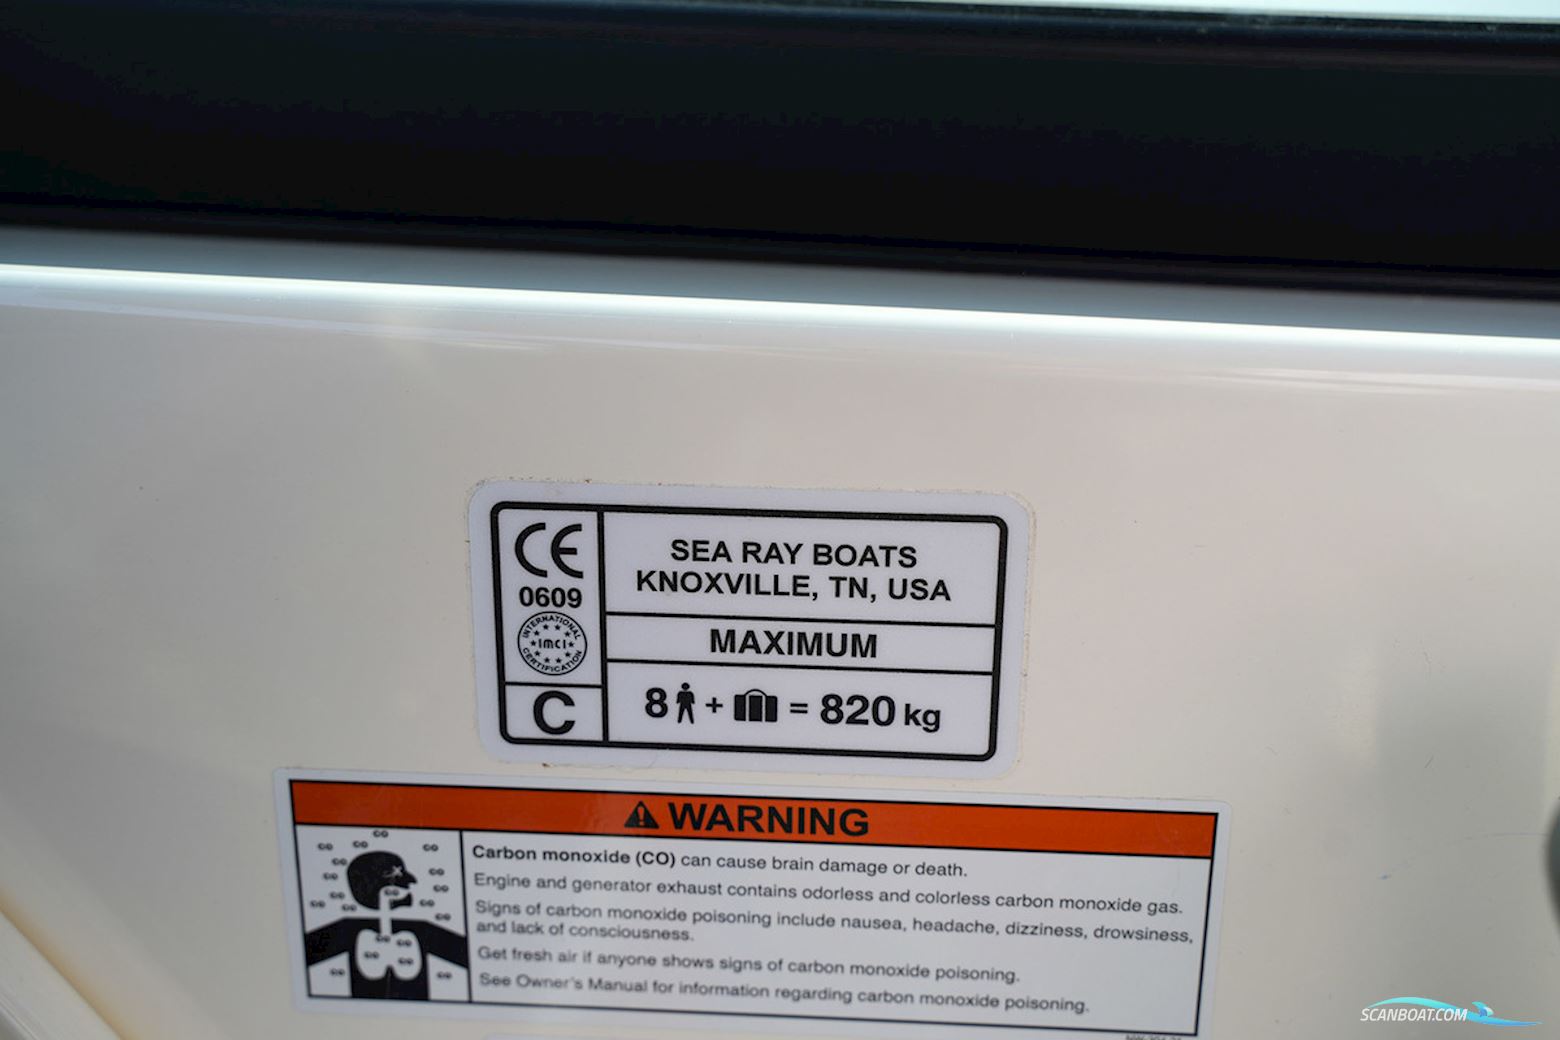 CE
0609
INTERNATIONAL
IMCI
CERTIFICATION
C
SEA RAY BOATS
KNOXVILLE, TN, USA
MAXIMUM
8 + = 820 kg
WARNING
Carbon monoxide (CO) can cause brain damage or death.
Engine and generator exhaust contains odorless and colorless carbon monoxide gas.
Signs of carbon monoxide poisoning include nausea, headache, dizziness, drowsiness,
and lack of consciousness.
Get fresh air if anyone shows signs of carbon monoxide poisoning.
See Owner's Manual for information regarding carbon monoxide poisoning.
SCANBOAT.COM